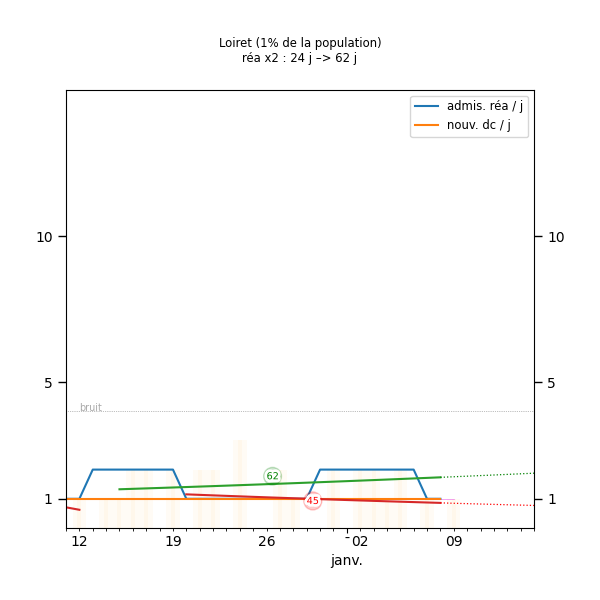 Loiret (1% de la population)
réa x2 : 24 j –> 62 j
admis. réa / j
nouv. dc / j
10
10
5
5
bruit
62
45
1
1
12
19
26
02
09
janv.